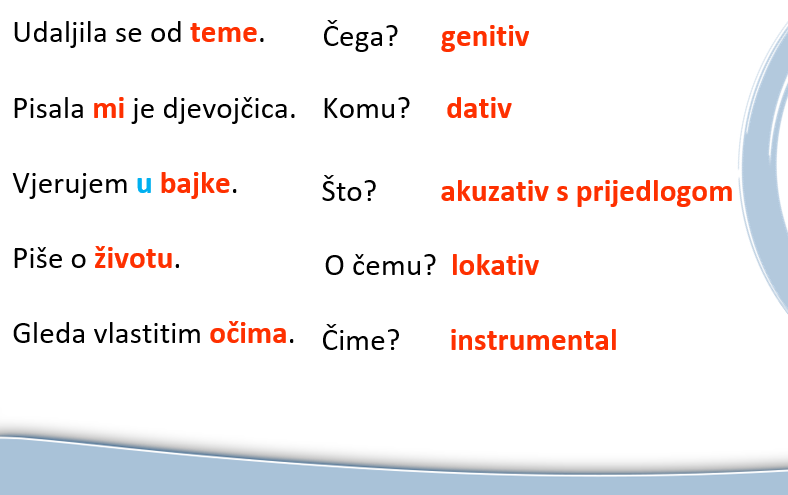 Udaljila se od teme. Čega? genitiv
Pisala mi je djevojčica. Komu? dativ
Vjerujem u bajke. Što? akuzativ s prijedlogom
Piše o životu. O čemu? lokativ
Gleda vlastitim očima. Čime? instrumental